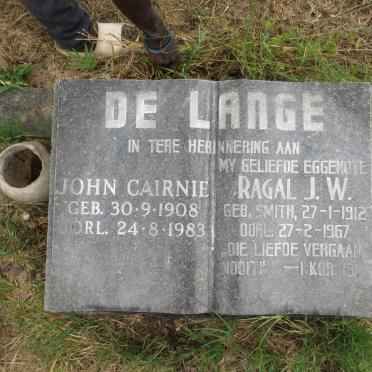 DE LANGE
IN TERE HERINNERING AAN
JOHN CAIRNIE
GEB. 30·9·1908
OORL. 24·8·1983
MY GELIEFDE EGGENOTE
RAGAL J. W.
GEB. SMITH, 27-1-1912
OORL. 27-2-1967
„DIE LIEFDE VERGAAN
NOOIT!" —1 KOR. 13.